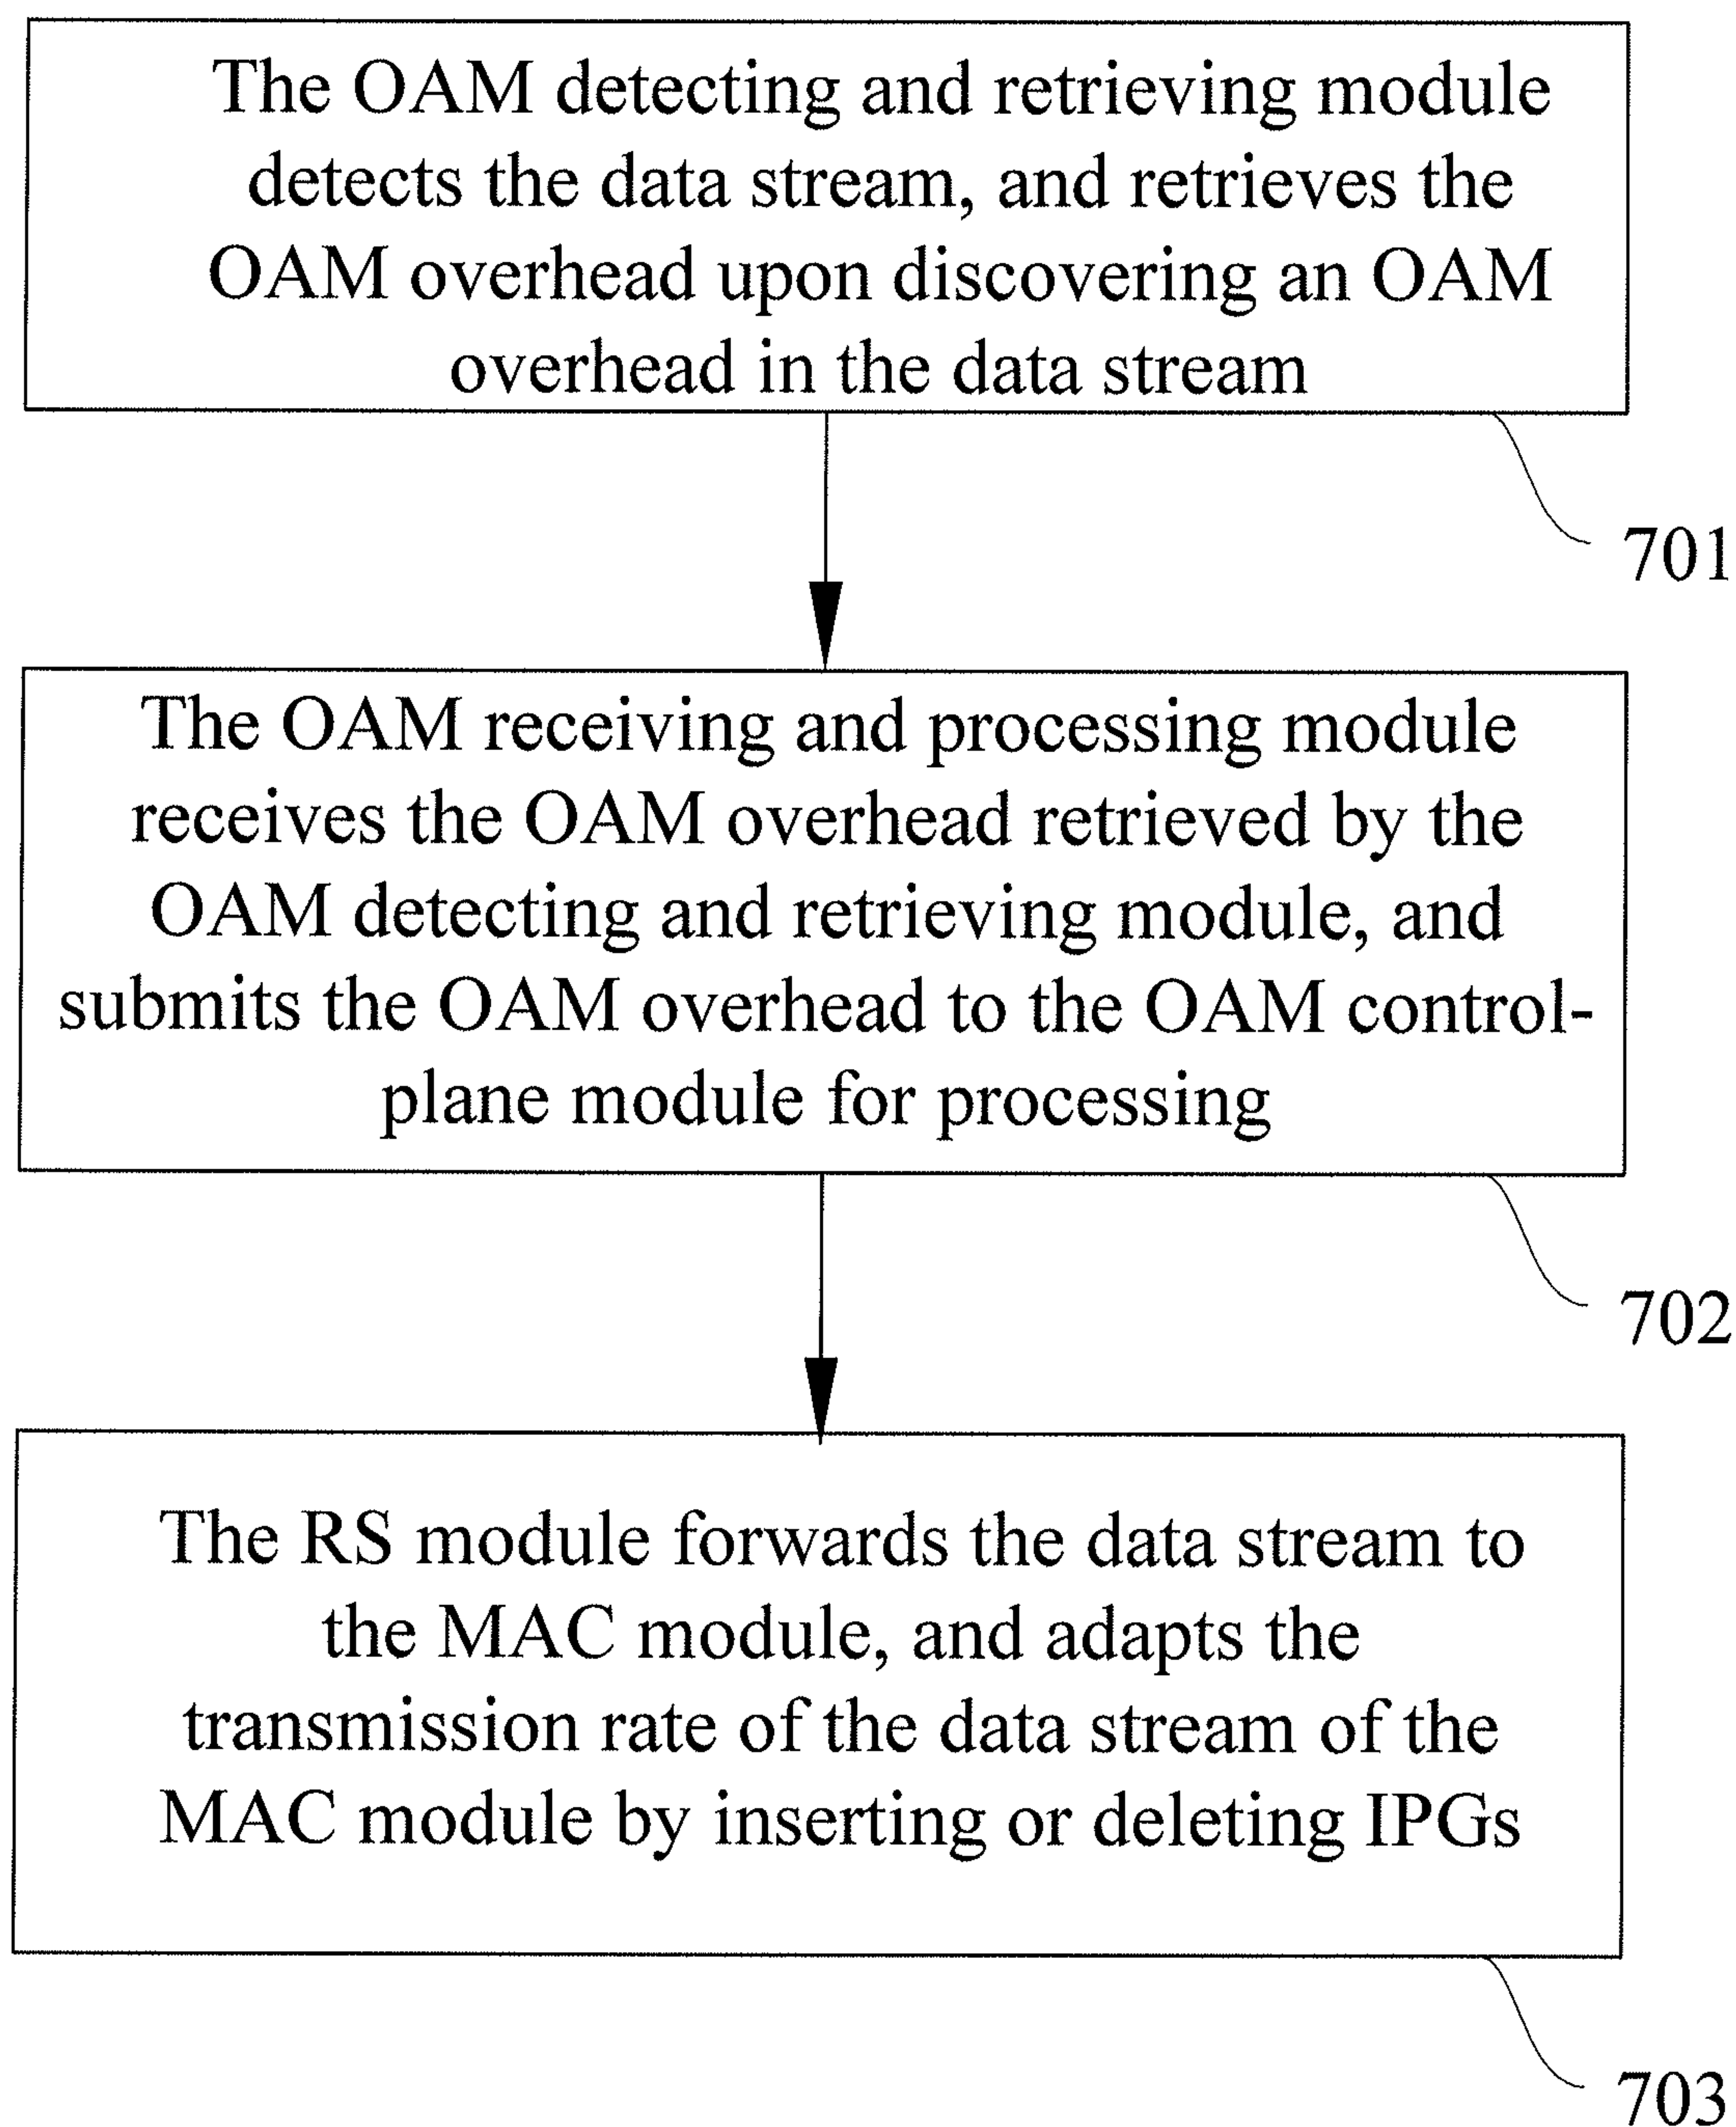 The OAM detecting and retrieving module
detects the data stream, and retrieves the
OAM overhead upon discovering an OAM
overhead in the data stream
701
The OAM receiving and processing module
receives the OAM overhead retrieved by the
OAM detecting and retrieving module, and
submits the OAM overhead to the OAM control-
plane module for processing
702
The RS module forwards the data stream to
the MAC module, and adapts the
transmission rate of the data stream of the
MAC module by inserting or deleting IPGs
703